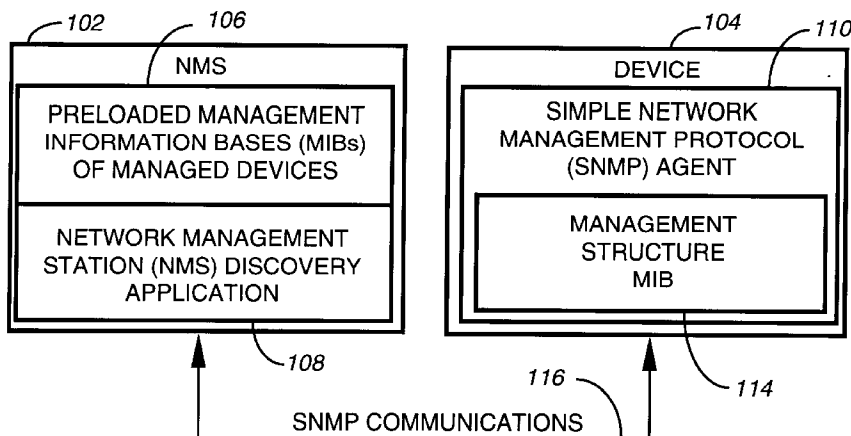 102
106
NMS
PRELOADED MANAGEMENT
INFORMATION BASES (MIBs)
OF MANAGED DEVICES
NETWORK MANAGEMENT
STATION (NMS) DISCOVERY
APPLICATION
108
104
110
DEVICE
SIMPLE NETWORK
MANAGEMENT PROTOCOL
(SNMP) AGENT
MANAGEMENT
STRUCTURE
MIB
114
116
SNMP COMMUNICATIONS